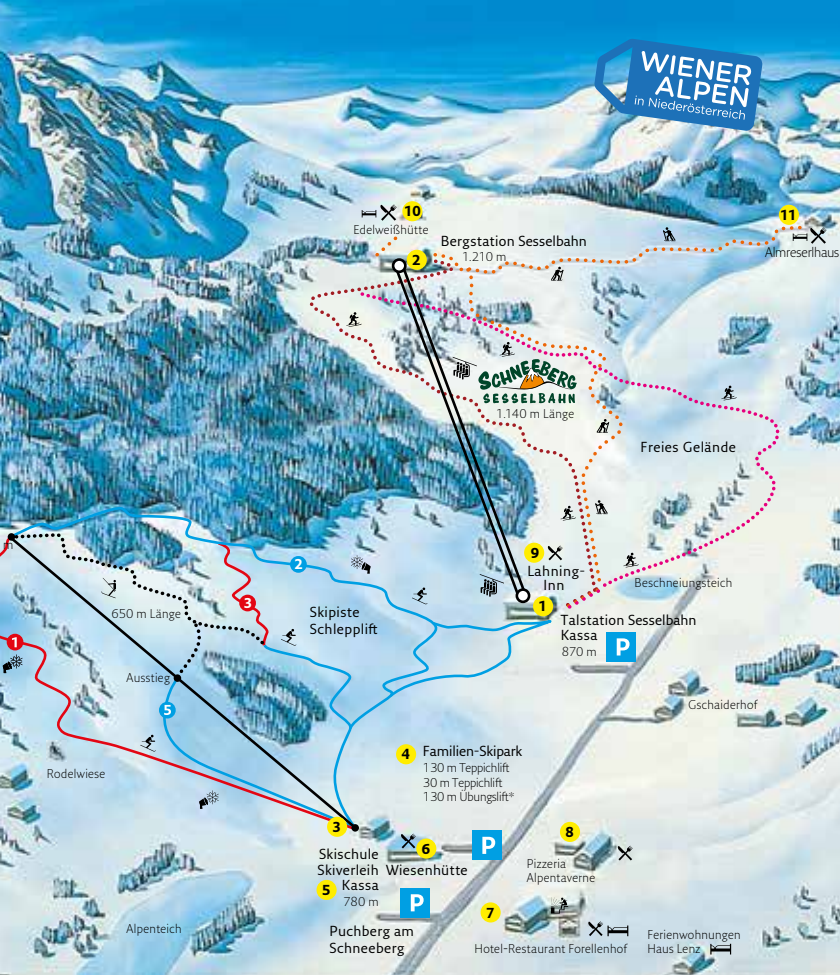 WIENER
ALPEN
in Niederösterreich
10
Edelweißhütte
11
Almreserlhaus
2
Bergstation Sesselbahn
1.210 m
SCHNEEBERG
SESSELBAHN
1.140 m Länge
Freies Gelände
9
Lahning-
Inn
Beschneiungsteich
1
Talstation Sesselbahn
Kassa
870 m
P
2
3
650 m Länge
Skipiste
Schlepplift
1
Ausstieg
5
Gschaiderhof
Rodelwiese
4
Familien-Skipark
130 m Teppichlift
30 m Teppichlift
130 m Übungslift*
3
Skischule
Skiverleih
5
Kassa
780 m
6
Wiesenhütte
P
P
8
Pizzeria
Alpentaverne
7
Hotel-Restaurant Forellenhof
Ferienwohnungen
Haus Lenz
Alpenteich
Puchberg am
Schneeberg